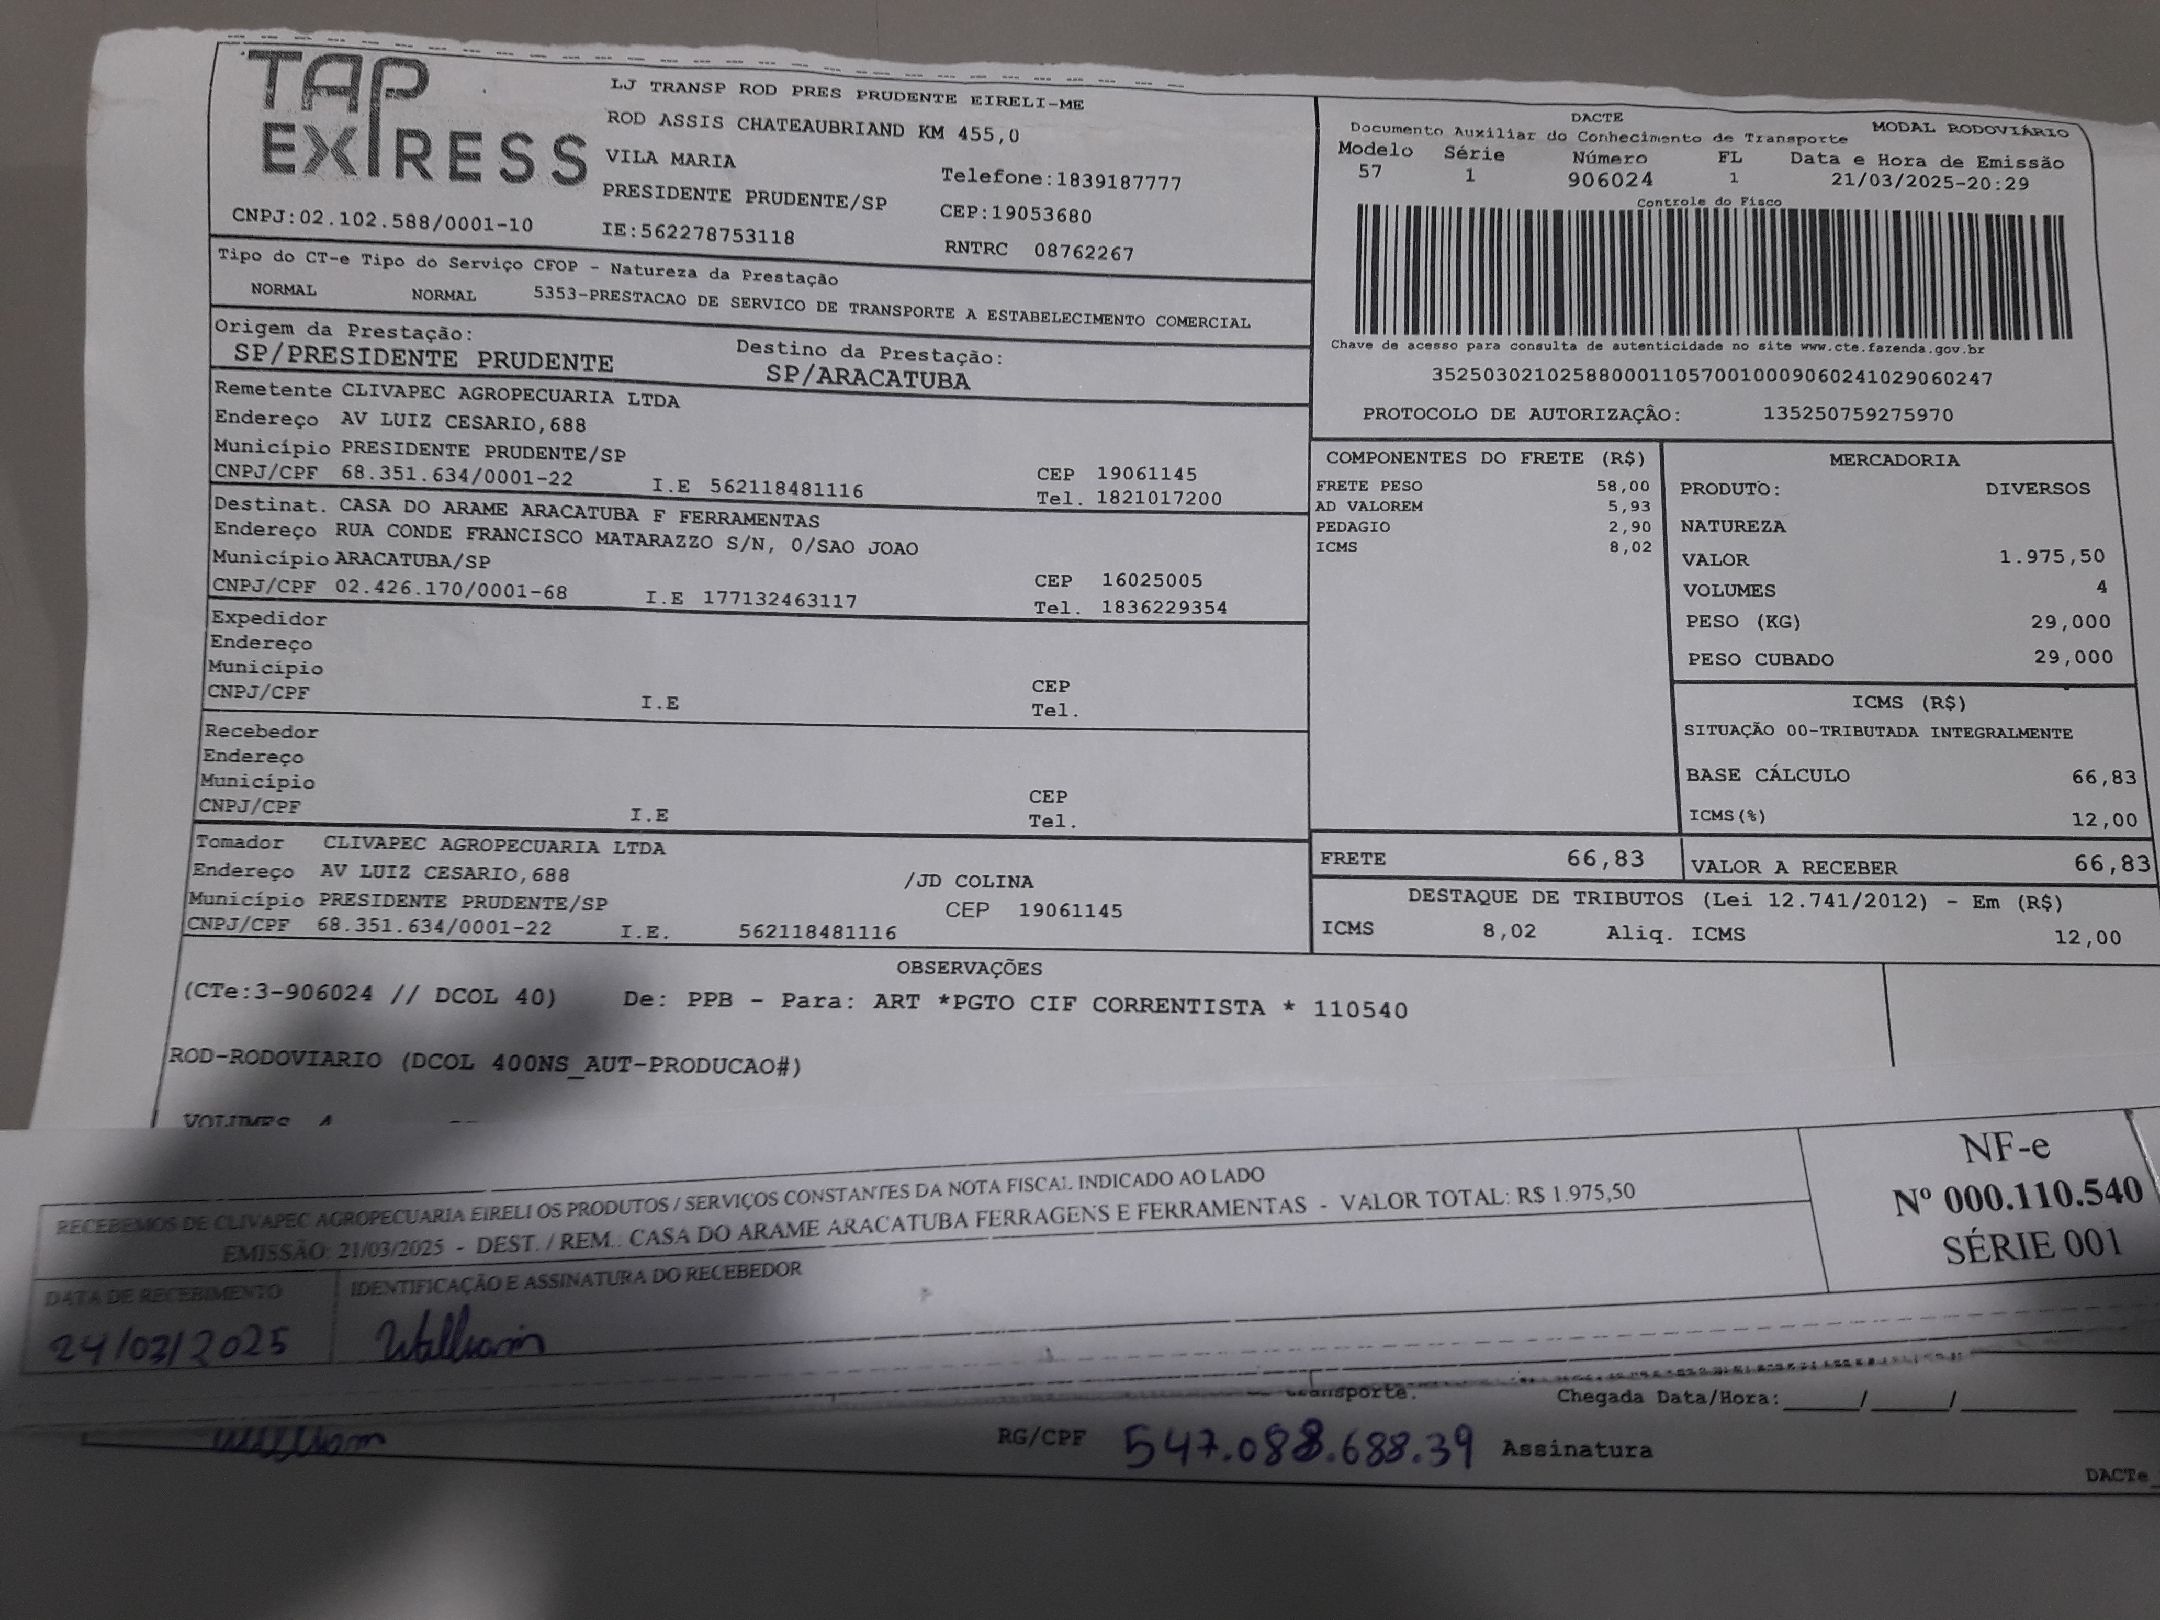 TAP EXPRESS
LJ TRANSP ROD PRES PRUDENTE EIRELI-ME
ROD ASSIS CHATEAUBRIAND KM 455,0
VILA MARIA
Telefone:1839187777
PRESIDENTE PRUDENTE/SP
CEP:19053680
CNPJ:02.102.588/0001-10
IE:562278753118
RNTRC 08762267
DACTE
Documento Auxiliar do Conhecimento de Transporte
MODAL RODOVIÁRIO
Modelo Série Número FL Data e Hora de Emissão
57 1 906024 1 21/03/2025-20:29
Controle do Fisco
Chave de acesso para consulta de autenticidade no site www.cte.fazenda.gov.br
35250302102588000110570010009060241029060247
PROTOCOLO DE AUTORIZAÇÂO: 135250759275970
Tipo do CT-e Tipo do Serviço CFOP - Natureza da Prestação
NORMAL NORMAL 5353-PRESTACAO DE SERVICO DE TRANSPORTE A ESTABELECIMENTO COMERCIAL
Origem da Prestação: Destino da Prestação:
SP/PRESIDENTE PRUDENTE SP/ARACATUBA
Remetente CLIVAPEC AGROPECUARIA LTDA
Endereço AV LUIZ CESARIO,688
Município PRESIDENTE PRUDENTE/SP CEP 19061145
CNPJ/CPF 68.351.634/0001-22 I.E 562118481116 Tel. 1821017200
Destinat. CASA DO ARAME ARACATUBA F FERRAMENTAS
Endereço RUA CONDE FRANCISCO MATARAZZO S/N, 0/SAO JOAO
Município ARACATUBA/SP CEP 16025005
CNPJ/CPF 02.426.170/0001-68 I.E 177132463117 Tel. 1836229354
Expedidor
Endereço
Município CEP
CNPJ/CPF I.E Tel.
Recebedor
Endereço
Município CEP
CNPJ/CPF I.E Tel.
Tomador CLIVAPEC AGROPECUARIA LTDA
Endereço AV LUIZ CESARIO,688 /JD COLINA
Município PRESIDENTE PRUDENTE/SP CEP 19061145
CNPJ/CPF 68.351.634/0001-22 I.E. 562118481116
COMPONENTES DO FRETE (R$)
FRETE PESO 58,00
AD VALOREM 5,93
PEDAGIO 2,90
ICMS 8,02
MERCADORIA
PRODUTO: DIVERSOS
NATUREZA
VALOR 1.975,50
VOLUMES 4
PESO (KG) 29,000
PESO CUBADO 29,000
ICMS (R$)
SITUAÇÃO 00-TRIBUTADA INTEGRALMENTE
BASE CÁLCULO 66,83
ICMS(%) 12,00
FRETE 66,83
VALOR A RECEBER 66,83
DESTAQUE DE TRIBUTOS (Lei 12.741/2012) - Em (R$)
ICMS 8,02 Aliq. ICMS 12,00
OBSERVAÇÕES
(CTe:3-906024 // DCOL 40) De: PPB - Para: ART *PGTO CIF CORRENTISTA * 110540
ROD-RODOVIARIO (DCOL 400NS_AUT-PRODUCAO#)
VOLUMES 4
RECEBEMOS DE CLIVAPEC AGROPECUARIA EIRELI OS PRODUTOS / SERVIÇOS CONSTANTES DA NOTA FISCAL INDICADO AO LADO
EMISSÃO: 21/03/2025 - DEST. / REM.: CASA DO ARAME ARACATUBA FERRAGENS E FERRAMENTAS - VALOR TOTAL: R$ 1.975,50
DATA DE RECEBIMENTO
IDENTIFICAÇÃO E ASSINATURA DO RECEBEDOR
24/03/2025
NF-e
Nº 000.110.540
SÉRIE 001
transporte.
Chegada Data/Hora:____/____/______
RG/CPF 547.088.688.39 Assinatura
DACTe_